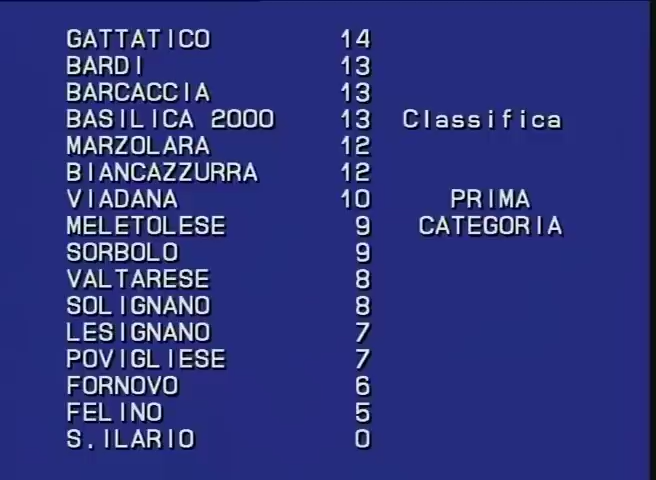 GATTATICO 14
BARDI 13
BARCACCIA 13
BASILICA 2000 13 Classifica
MARZOLARA 12
BIANCAZZURRA 12
VIADANA 10 PRIMA
MELETOLESE 9 CATEGORIA
SORBOLO 9
VALTARESE 8
SOLIGNANO 8
LESIGNANO 7
POVIGLIESE 7
FORNOVO 6
FELINO 5
S.ILARIO 0